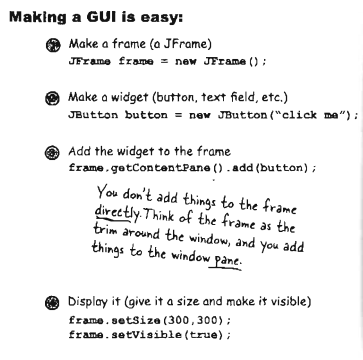 Making a GUI is easy:
Make a frame (a JFrame)
JFrame frame = new JFrame();
Make a widget (button, text field, etc.)
JButton button = new JButton("click me");
Add the widget to the frame
frame.getContentPane().add(button);
You don't add things to the frame
directly. Think of the frame as the
trim around the window, and you add
things to the window pane.
Display it (give it a size and make it visible)
frame.setSize(300,300);
frame.setVisible(true);